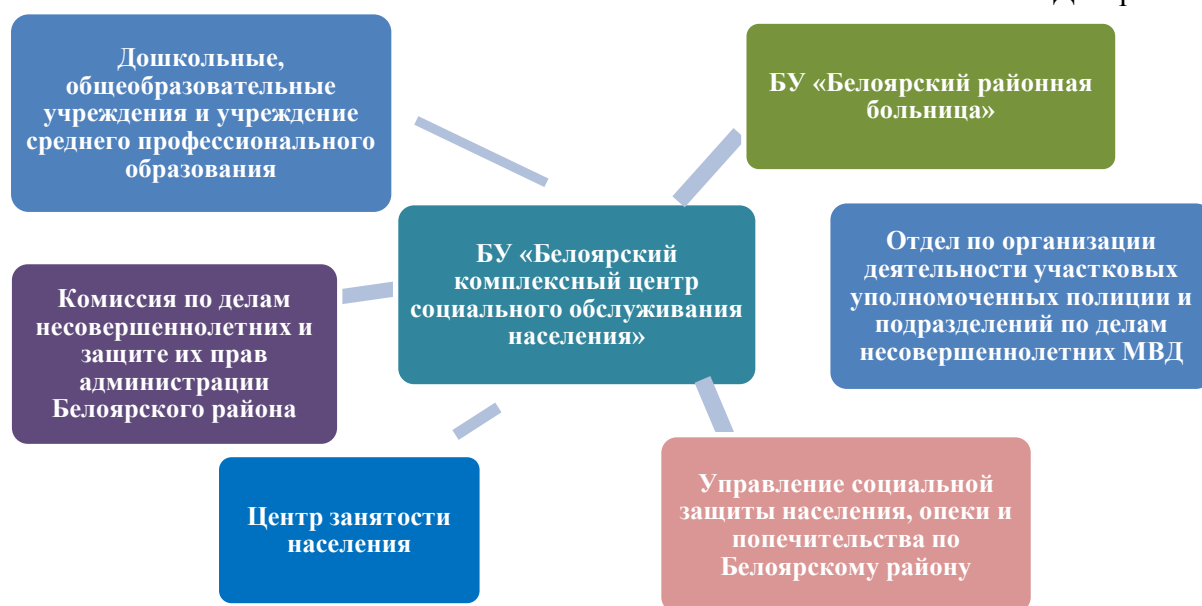 Дошкольные,
общеобразовательные
учреждения и учреждение
среднего профессионального
образования
БУ «Белоярский районная
больница»
БУ «Белоярский
комплексный центр
социального обслуживания
населения»
Отдел по организации
деятельности участковых
уполномоченных полиции и
подразделений по делам
несовершеннолетних МВД
Комиссия по делам
несовершеннолетних и
защите их прав
администрации
Белоярского района
Центр занятости
населения
Управление социальной
защиты населения, опеки и
попечительства по
Белоярскому району